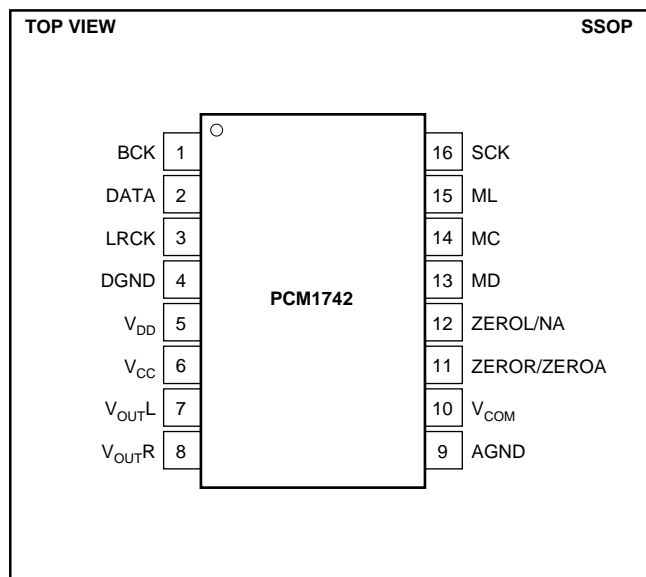 TOP VIEW SSOP
BCK 1 16 SCK
DATA 2 15 ML
LRCK 3 14 MC
DGND 4 13 MD
PCM1742
VDD 5 12 ZEROL/NA
VCC 6 11 ZEROR/ZEROA
VOUTL 7 10 VCOM
VOUTR 8 9 AGND